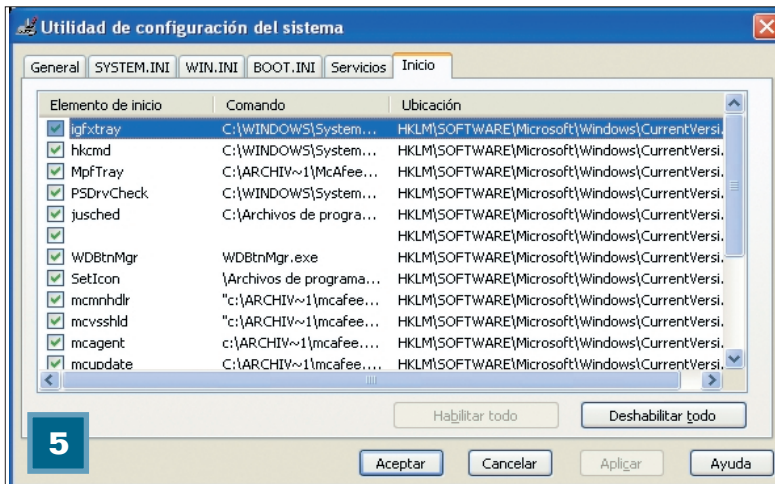 Utilidad de configuración del sistema
General SYSTEM.INI WIN.INI BOOT.INI Servicios Inicio
Elemento de inicio Comando Ubicación
igfxtray C:\WINDOWS\System... HKLM\SOFTWARE\Microsoft\Windows\CurrentVersi.
hkcmd C:\WINDOWS\System... HKLM\SOFTWARE\Microsoft\Windows\CurrentVersi.
MpfTray C:\ARCHIV~1\McAfee... HKLM\SOFTWARE\Microsoft\Windows\CurrentVersi.
PSDrvCheck C:\WINDOWS\System... HKLM\SOFTWARE\Microsoft\Windows\CurrentVersi.
jusched C:\Archivos de progra... HKLM\SOFTWARE\Microsoft\Windows\CurrentVersi.
HKLM\SOFTWARE\Microsoft\Windows\CurrentVersi.
WDBtnMgr WDBtnMgr.exe HKLM\SOFTWARE\Microsoft\Windows\CurrentVersi.
SetIcon \Archivos de programa... HKLM\SOFTWARE\Microsoft\Windows\CurrentVersi.
mcmnhdlr "c:\ARCHIV~1\mcafee... HKLM\SOFTWARE\Microsoft\Windows\CurrentVersi.
mcvsshld "c:\ARCHIV~1\mcafee... HKLM\SOFTWARE\Microsoft\Windows\CurrentVersi.
mcagent c:\ARCHIV~1\mcafee.... HKLM\SOFTWARE\Microsoft\Windows\CurrentVersi.
mcupdate C:\ARCHIV~1\mcafee... HKLM\SOFTWARE\Microsoft\Windows\CurrentVersi.
Habilitar todo Deshabilitar todo
5
Aceptar Cancelar Aplicar Ayuda